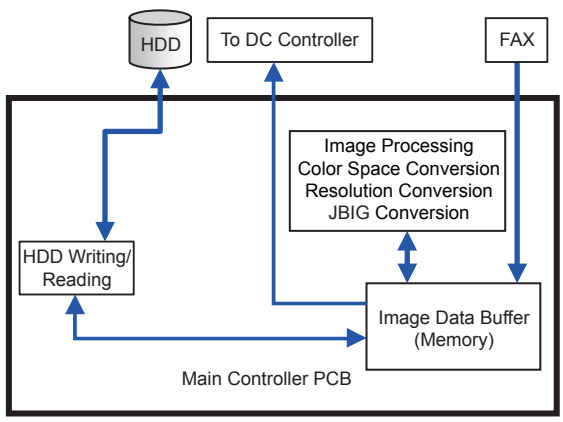 HDD
To DC Controller
FAX
Image Processing
Color Space Conversion
Resolution Conversion
JBIG Conversion
HDD Writing/
Reading
Image Data Buffer
(Memory)
Main Controller PCB